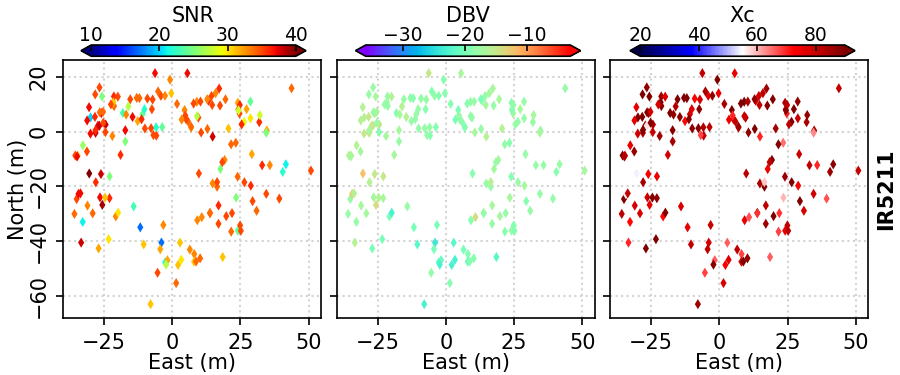 SNR DBV Xc
10 20 30 40 −30 −20 −10 20 40 60 80
20
0
−20
−40
−60
North (m)
−25 0 25 50 −25 0 25 50 −25 0 25 50
East (m) East (m) East (m)
IR5211